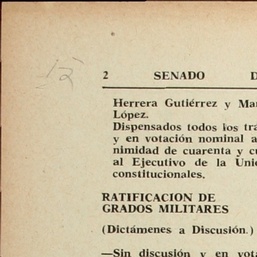 12
2 SENADO D
Herrera Gutiérrez y Mar
López.
Dispensados todos los trá
y en votación nominal a
nimidad de cuarenta y cu
al Ejecutivo de la Unió
constitucionales.
RATIFICACION DE
GRADOS MILITARES
(Dictámenes a Discusión.)
—Sin discusión y en vota